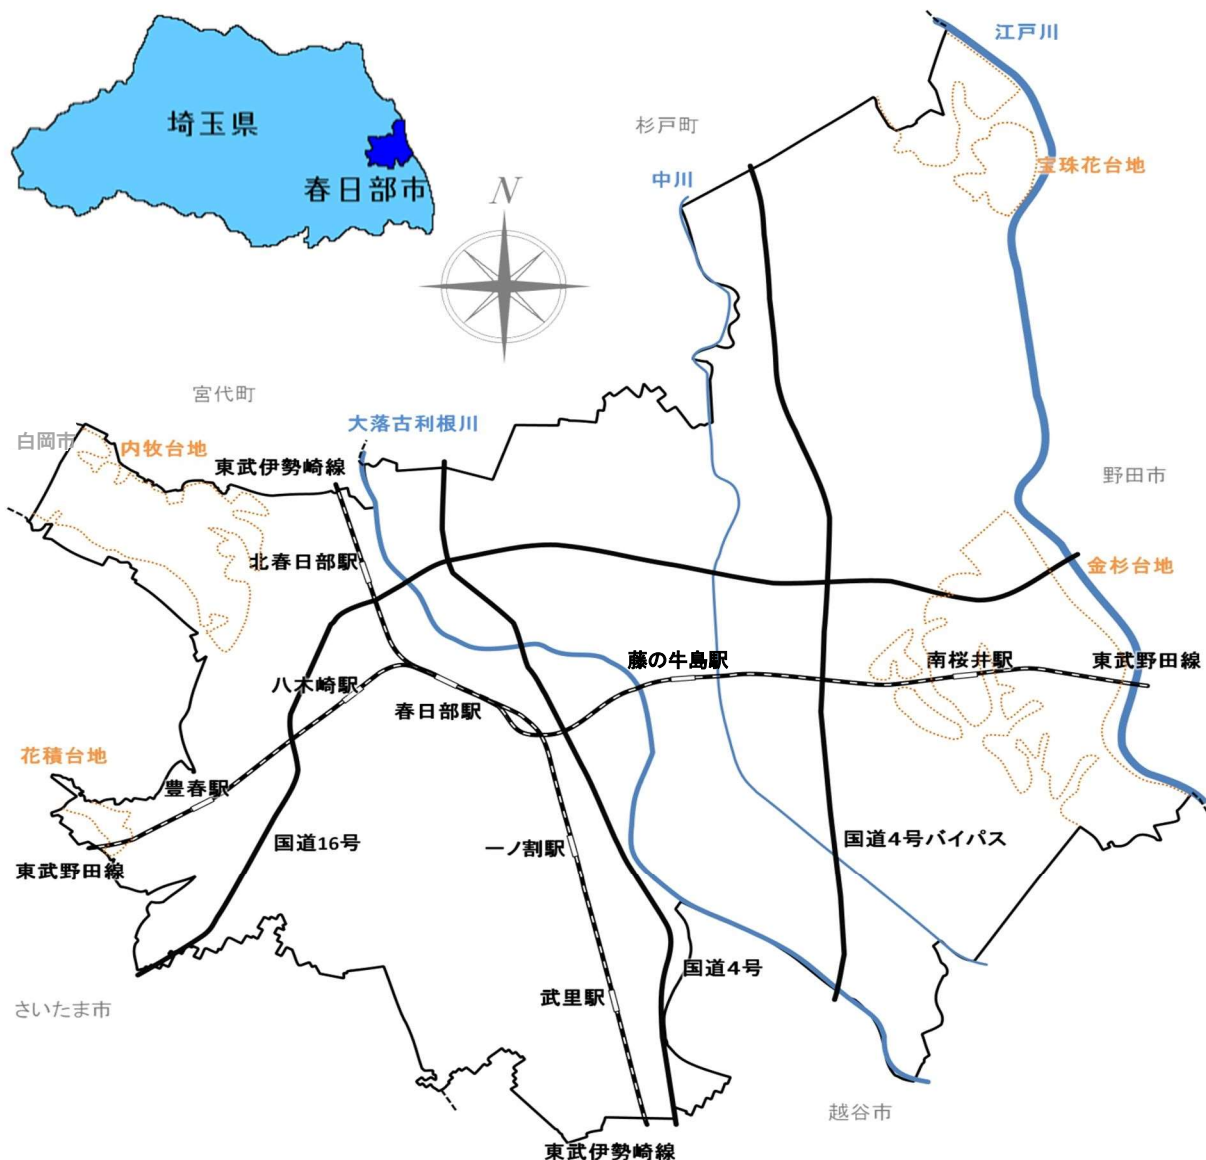 江戸川
埼玉県
杉戸町
宝珠花台地
中川
春日部市
N
宮代町
大落古利根川
白岡市
内牧台地
東武伊勢崎線
野田市
北春日部駅
金杉台地
藤の牛島駅
南桜井駅
東武野田線
八木崎駅
春日部駅
花積台地
豊春駅
国道16号
一ノ割駅
国道4号バイパス
東武野田線
国道4号
武里駅
さいたま市
越谷市
東武伊勢崎線